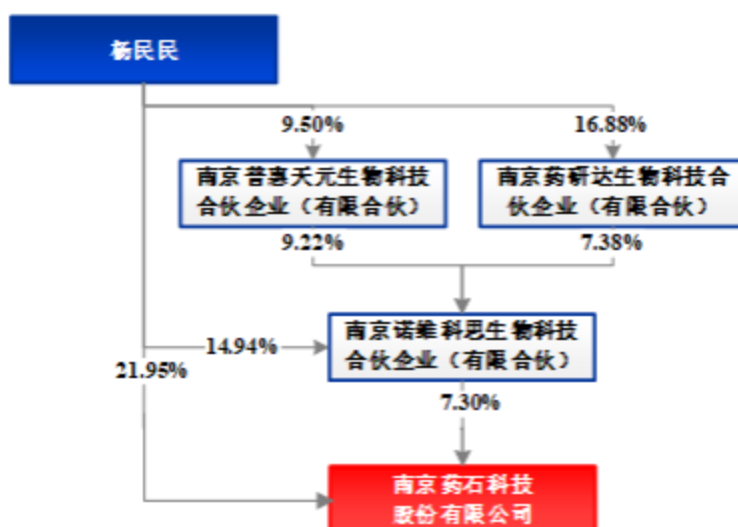 杨民民
9.50%
16.88%
南京普惠天元生物科技
合伙企业（有限合伙）
南京药研达生物科技合
伙企业（有限合伙）
9.22%
7.38%
南京诺维科思生物科技
合伙企业（有限合伙）
14.94%
21.95%
7.30%
南京药石科技
股份有限公司